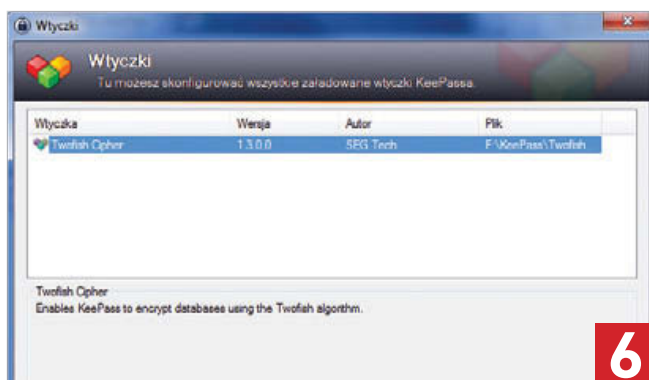 Wtyczki
Wtyczki
Tu możesz skonfigurować wszystkie załadowane wtyczki KeePassa.
Wtyczka Wersja Autor Plik
Twofish Cipher 1.3.0.0 SEG Tech F:\KeePass\Twofish
Twofish Cipher
Enables KeePass to encrypt databases using the Twofish algorithm.
6